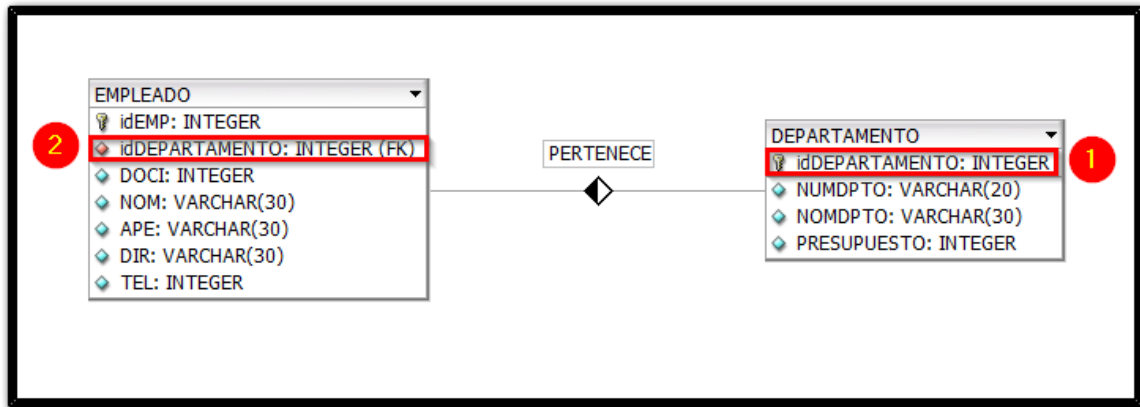 EMPLEADO
idEMP: INTEGER
2
idDEPARTAMENTO: INTEGER (FK)
DOCI: INTEGER
NOM: VARCHAR(30)
APE: VARCHAR(30)
DIR: VARCHAR(30)
TEL: INTEGER
PERTENECE
DEPARTAMENTO
idDEPARTAMENTO: INTEGER
1
NUMDPTO: VARCHAR(20)
NOMDPTO: VARCHAR(30)
PRESUPUESTO: INTEGER